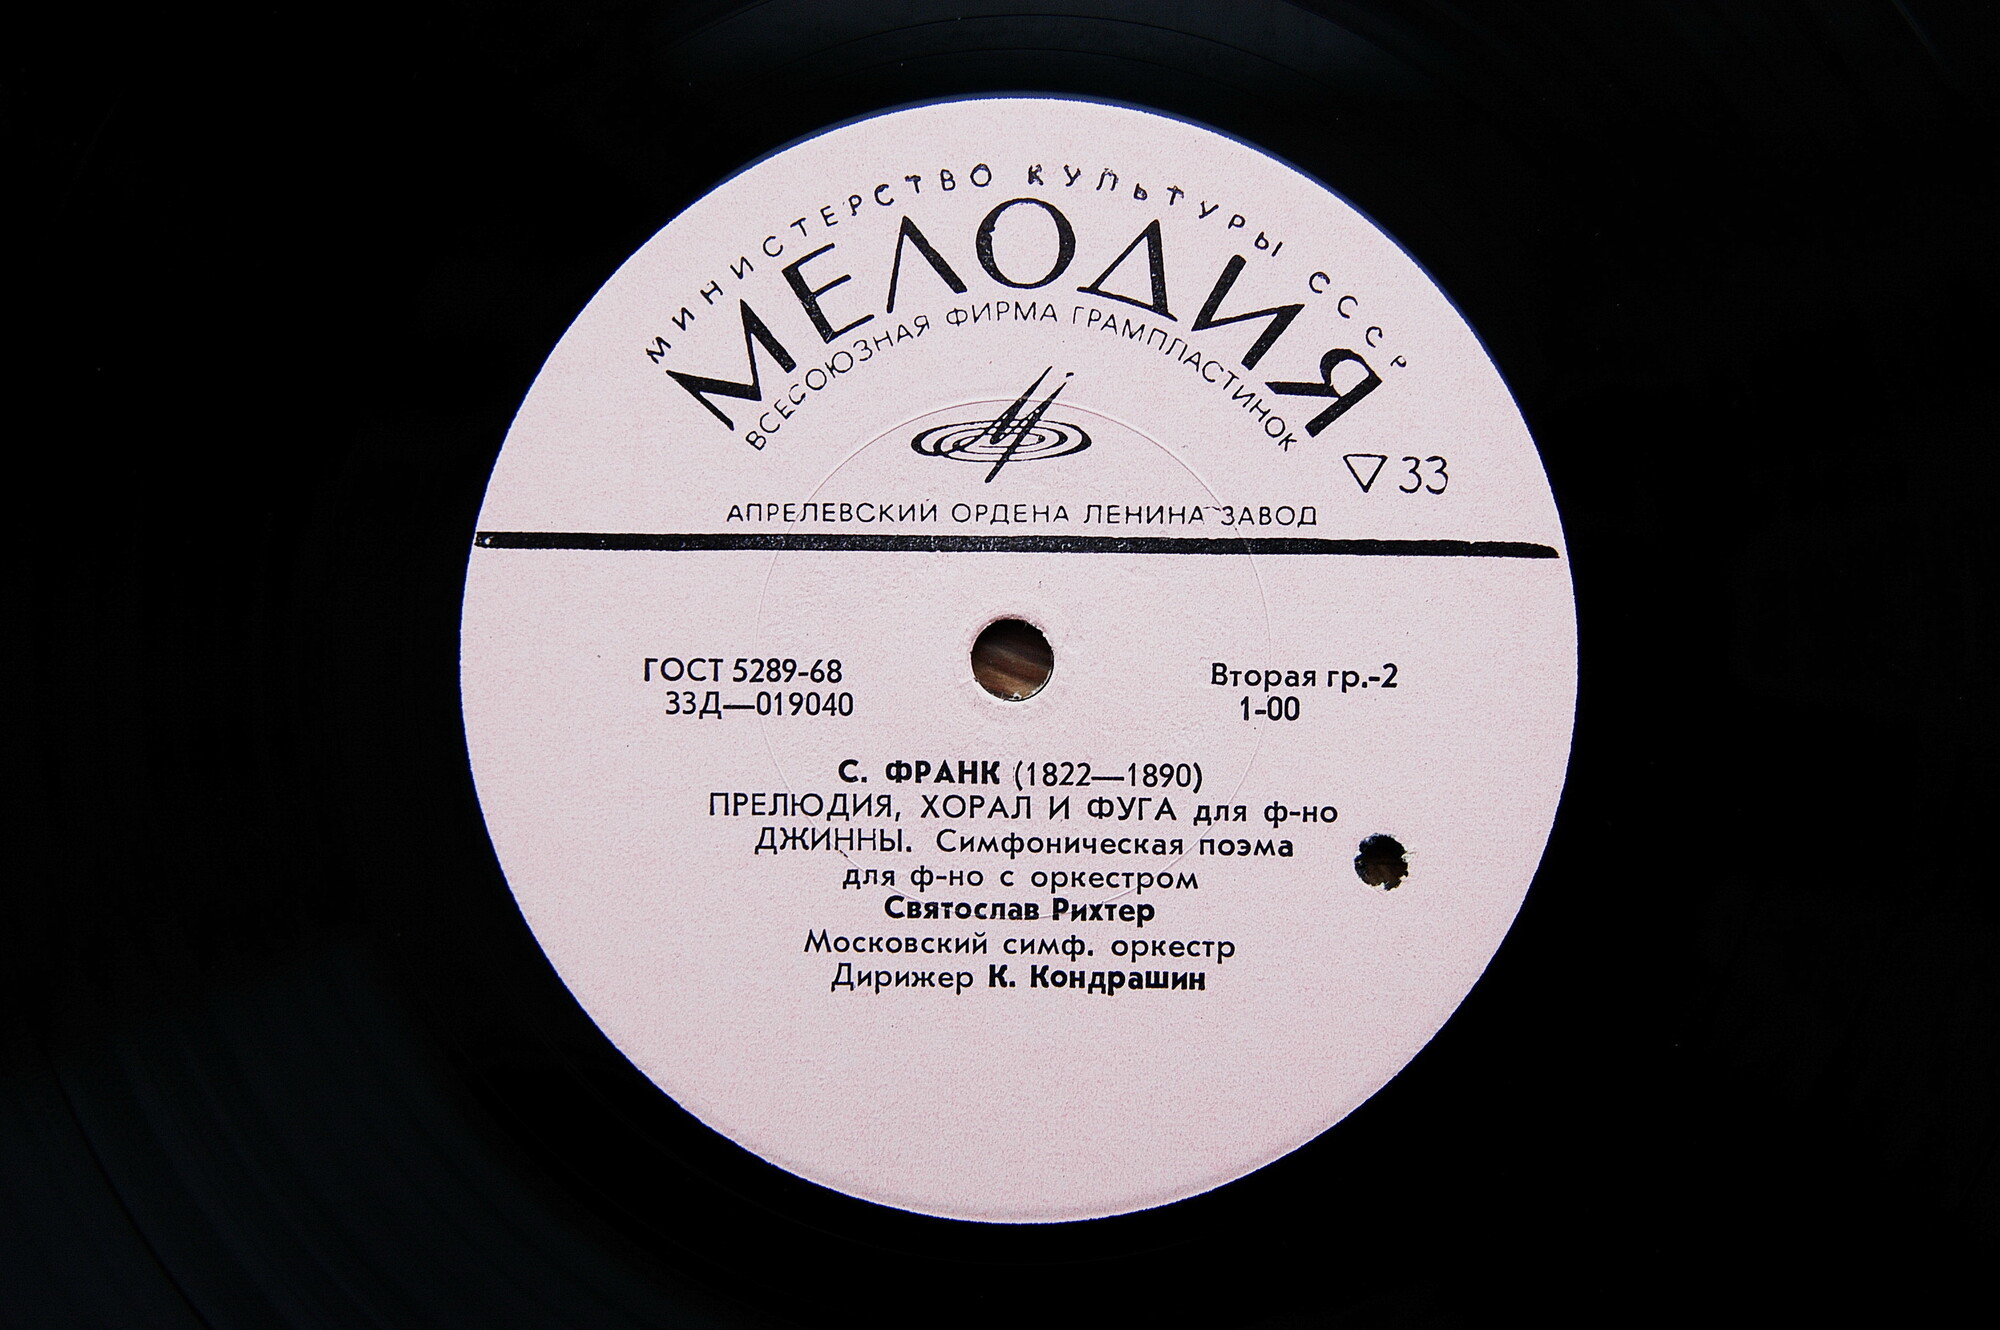 МИНИСТЕРСТВО КУЛЬТУРЫ СССР
МЕЛОДИЯ
ВСЕСОЮЗНАЯ ФИРМА ГРАМПЛАСТИНОК
▽ 33
АПРЕЛЕВСКИЙ ОРДЕНА ЛЕНИНА ЗАВОД
ГОСТ 5289-68
33Д—019040
Вторая гр.-2
1-00
С. ФРАНК (1822—1890)
ПРЕЛЮДИЯ, ХОРАЛ И ФУГА для ф-но
ДЖИННЫ. Симфоническая поэма
для ф-но с оркестром
Святослав Рихтер
Московский симф. оркестр
Дирижер К. Кондрашин